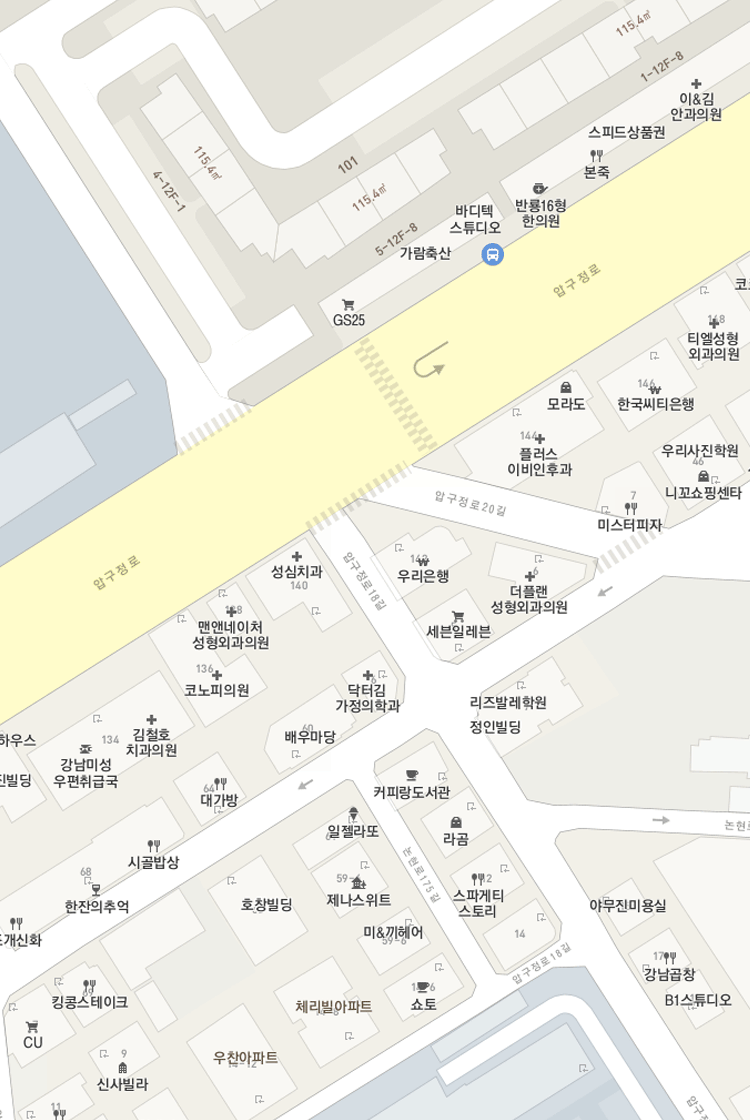 115.4㎡
1-12F-8
이&김
안과의원
스피드상품권
본죽
101
115.4㎡
4-12F-1
115.4㎡
반룡16형
한의원
바디텍
스튜디오
5-12F-8
가람축산
GS25
압구정로
148
티엘성형
외과의원
146
한국씨티은행
모라도
144
플러스
이비인후과
우리사진학원
46
니꼬쇼핑센타
7
미스터피자
압구정로20길
압구정로
성심치과
140
압구정로18길
우리은행
6
더플랜
성형외과의원
세븐일레븐
맨앤네이처
성형외과의원
136
코노피의원
닥터김
가정의학과
리즈발레학원
정인빌딩
60
배우마당
134
김철호
치과의원
강남미성
우편취급국
하우스
빌딩
64
대가방
커피랑도서관
일젤라또
라곰
논현로
시골밥상
68
한잔의추억
호창빌딩
59-
제나스위트
논현로175길
12
스파게티
스토리
미&끼헤어
59-6
14
압구정로18길
야무진미용실
17
강남곱창
B1스튜디오
개신화
킹콩스테이크
CU
체리빌아파트
쇼토
우찬아파트
14-12
9
신사빌라
11